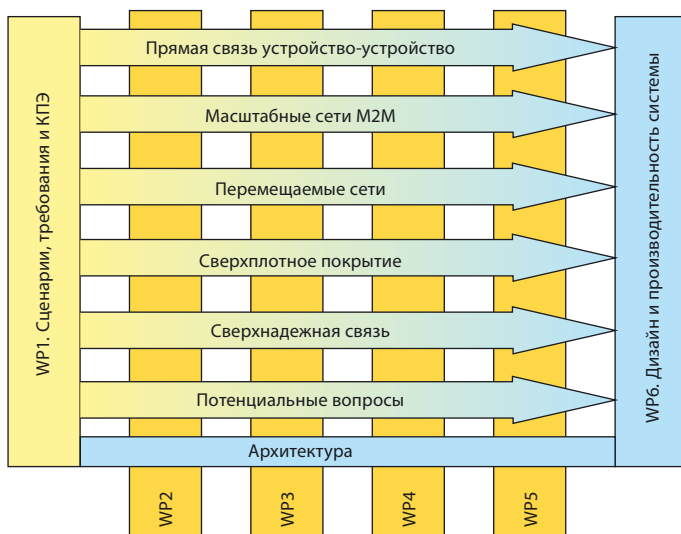 WP1. Сценарии, требования и КПЭ
Прямая связь устройство-устройство
Масштабные сети M2M
Перемещаемые сети
Сверхплотное покрытие
Сверхнадежная связь
Потенциальные вопросы
Архитектура
WP2
WP3
WP4
WP5
WP6. Дизайн и производительность системы